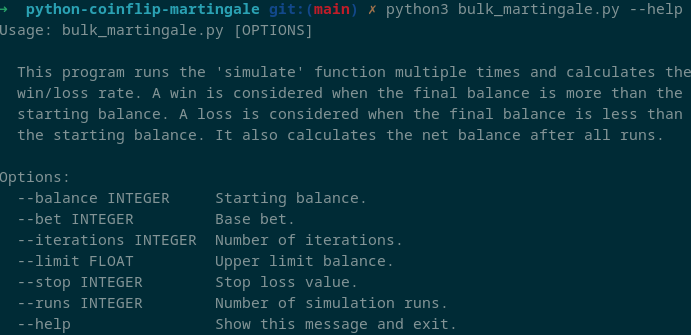 →  python-coinflip-martingale git:(main) ✗ python3 bulk_martingale.py --help
Usage: bulk_martingale.py [OPTIONS]

  This program runs the 'simulate' function multiple times and calculates the
  win/loss rate. A win is considered when the final balance is more than the
  starting balance. A loss is considered when the final balance is less than
  the starting balance. It also calculates the net balance after all runs.

Options:
  --balance INTEGER     Starting balance.
  --bet INTEGER         Base bet.
  --iterations INTEGER  Number of iterations.
  --limit FLOAT         Upper limit balance.
  --stop INTEGER        Stop loss value.
  --runs INTEGER        Number of simulation runs.
  --help                Show this message and exit.